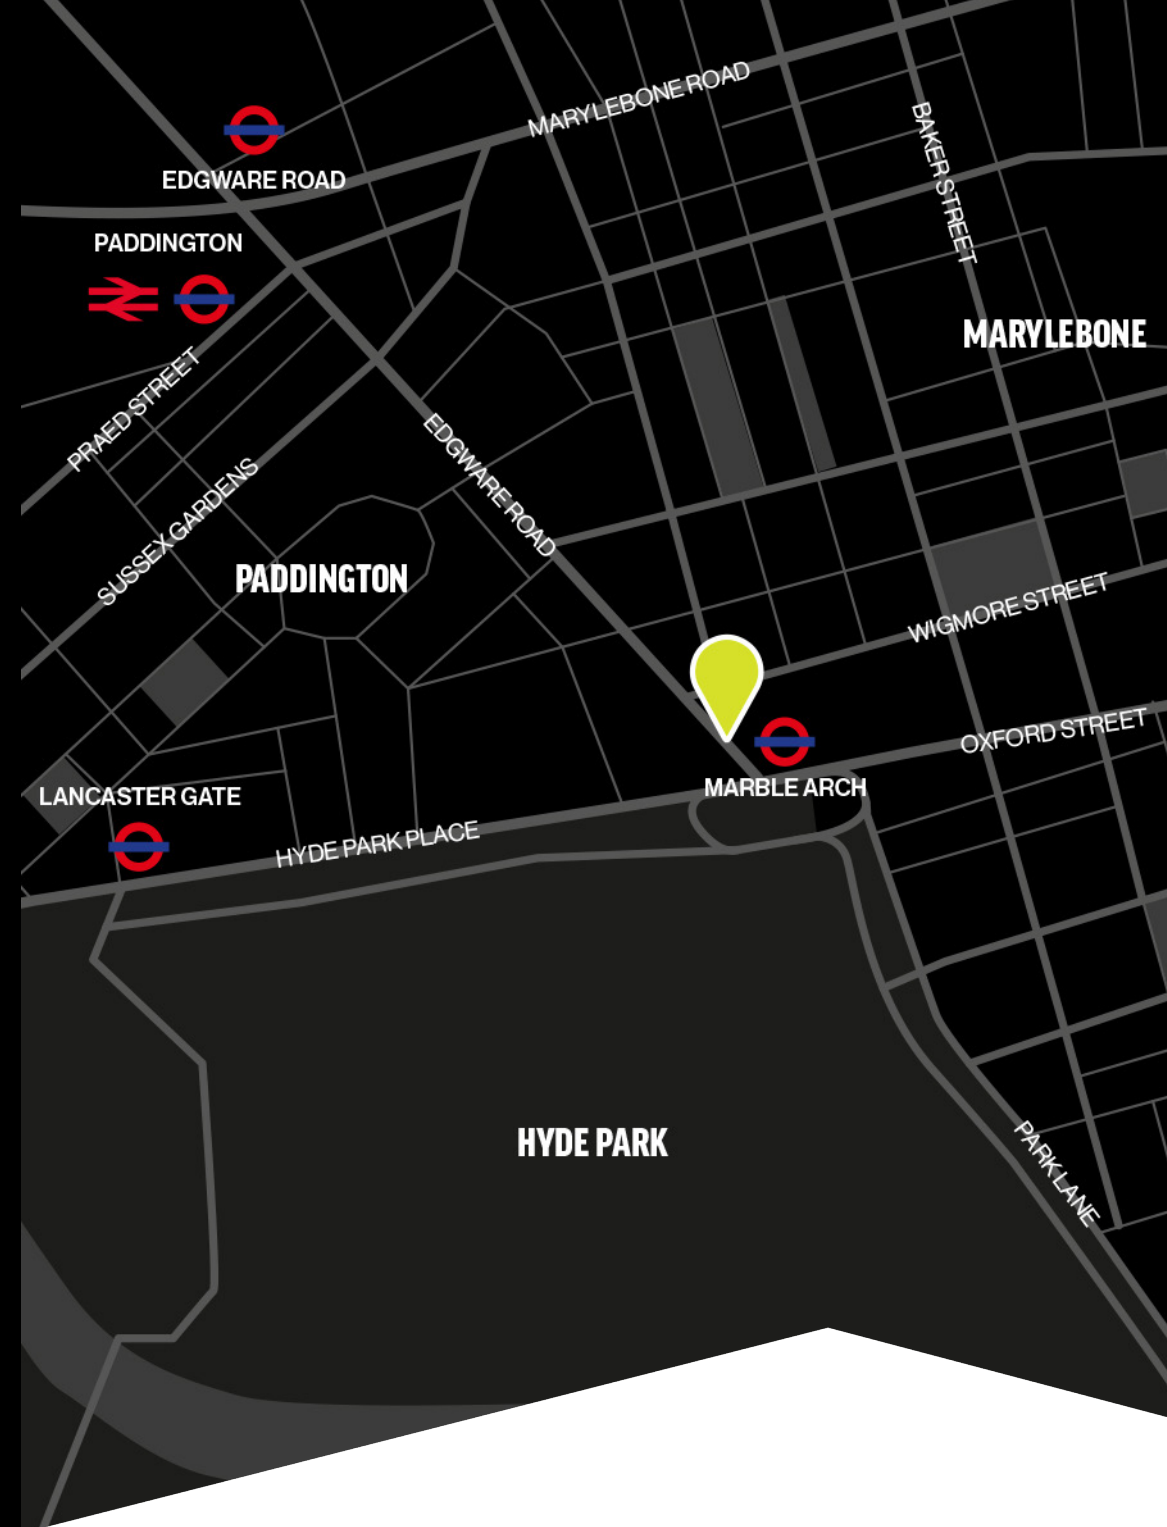 MARYLEBONE ROAD
BAKER STREET
EDGWARE ROAD
PADDINGTON
MARYLEBONE
PRAED STREET
EDGWARE ROAD
SUSSEX GARDENS
PADDINGTON
WIGMORE STREET
OXFORD STREET
MARBLE ARCH
LANCASTER GATE
HYDE PARK PLACE
HYDE PARK
PARK LANE